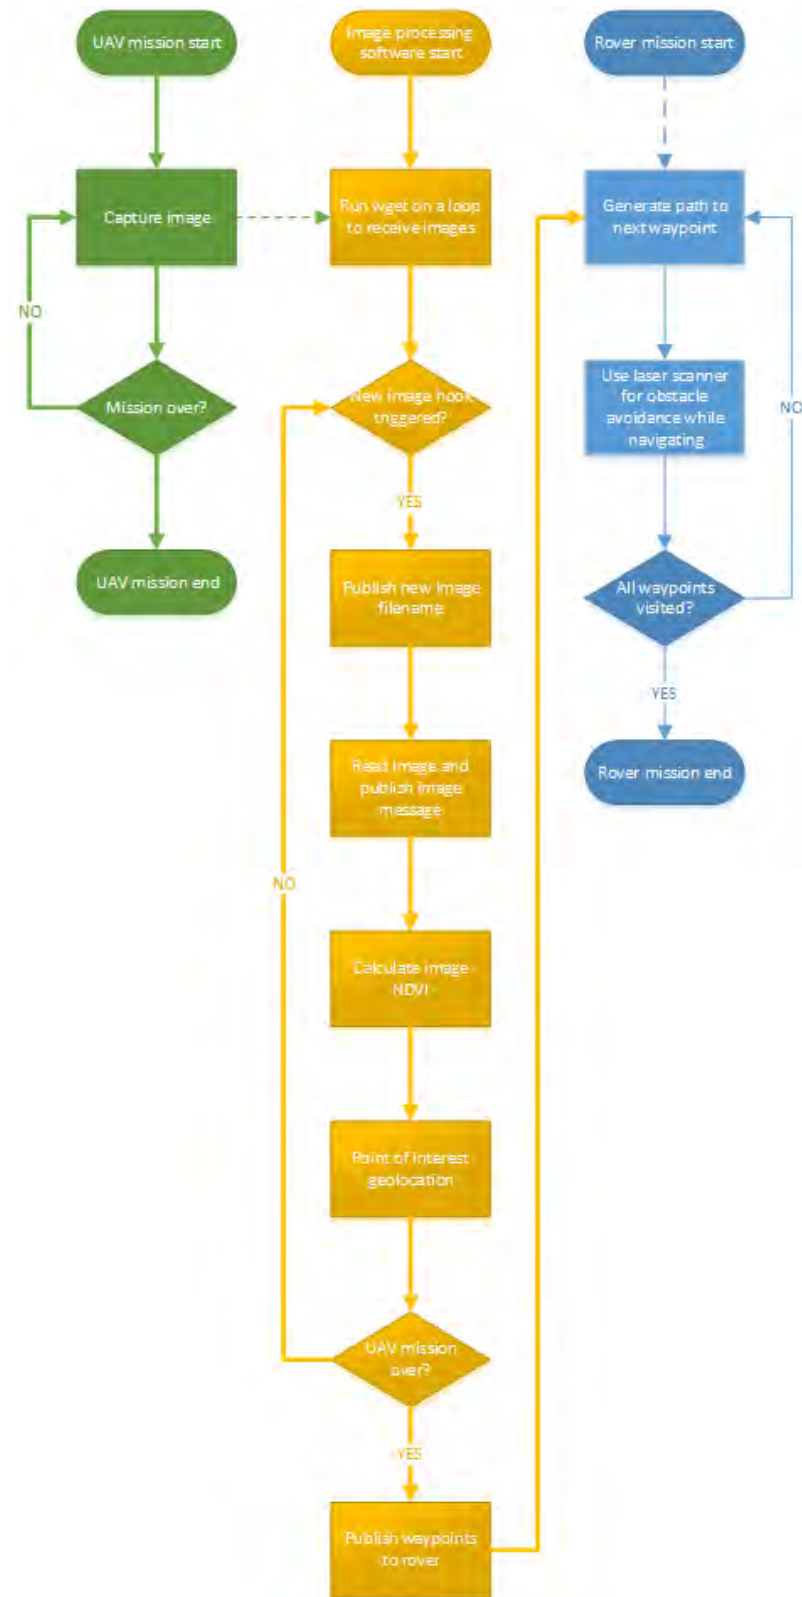 UAV mission start
Capture image
NO
Mission over?
UAV mission end
Image processing
software start
Run wget on a loop
to receive images
New image hook
triggered?
YES
Publish new image
filename
Read image and
publish image
message
NO
Calculate image
NDVI
Point of interest
geolocation
UAV mission
over?
YES
Publish waypoints
to rover
Rover mission start
Generate path to
next waypoint
Use laser scanner
for obstacle
avoidance while
navigating
NO
All waypoints
visited?
YES
Rover mission end